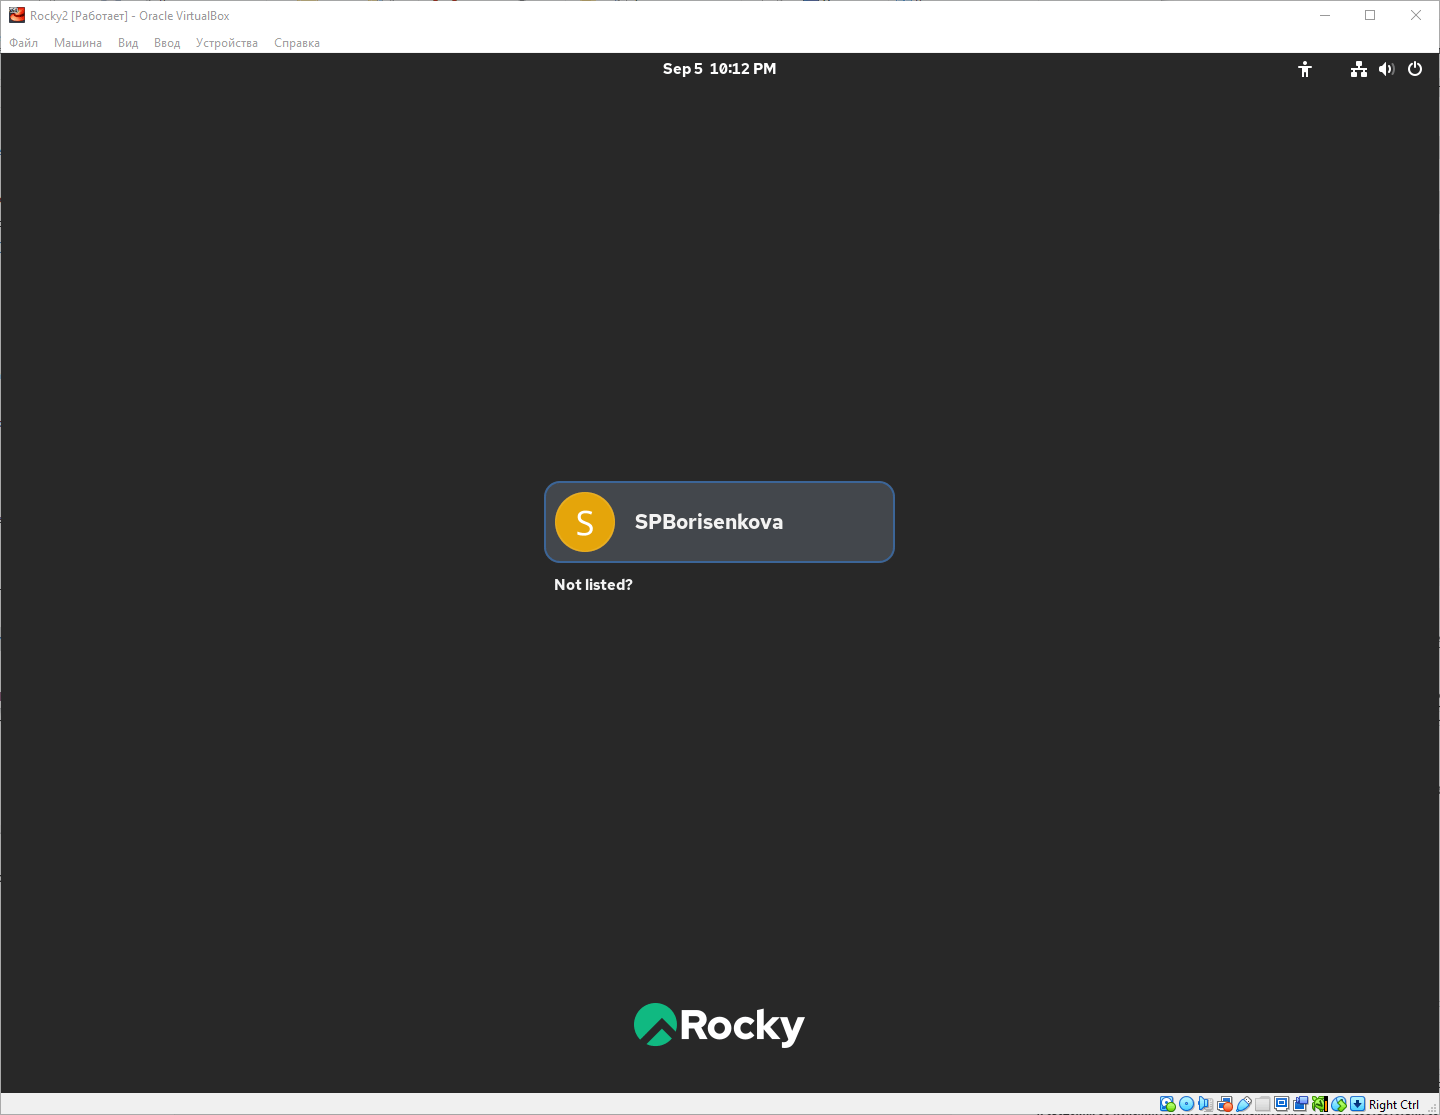 Rocky2 [Работает] - Oracle VirtualBox
Файл Машина Вид Ввод Устройства Справка
Sep 5 10:12 PM
S SPBorisenkova
Not listed?
Rocky
Right Ctrl